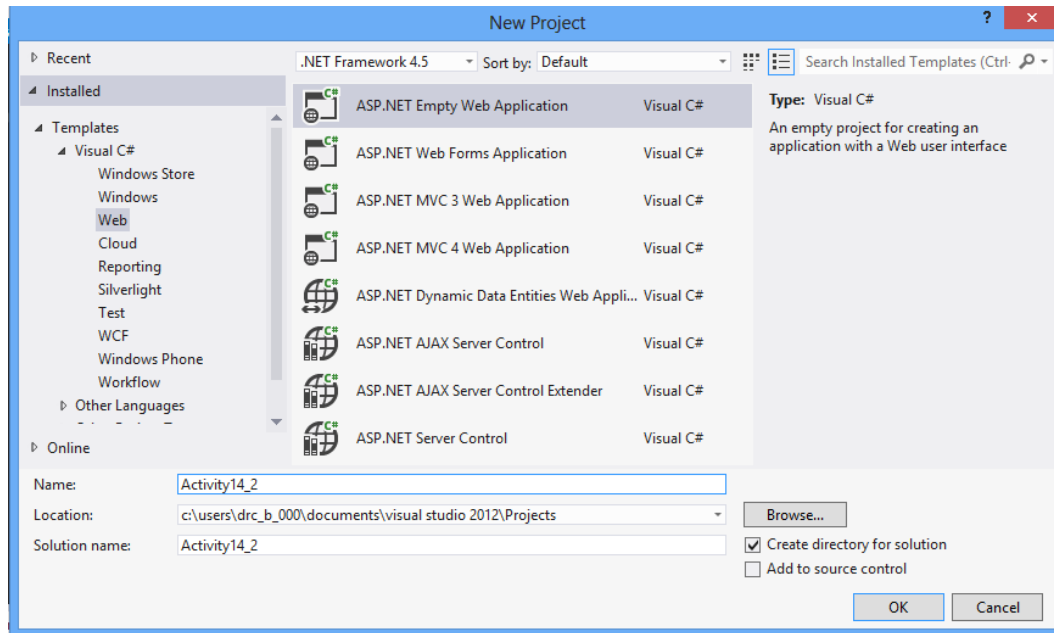 New Project
?
Recent
.NET Framework 4.5
Sort by: Default
Search Installed Templates (Ctrl-
Installed
Templates
Visual C#
Windows Store
Windows
Web
Cloud
Reporting
Silverlight
Test
WCF
Windows Phone
Workflow
Other Languages
Online
ASP.NET Empty Web Application Visual C#
ASP.NET Web Forms Application Visual C#
ASP.NET MVC 3 Web Application Visual C#
ASP.NET MVC 4 Web Application Visual C#
ASP.NET Dynamic Data Entities Web Appli... Visual C#
ASP.NET AJAX Server Control Visual C#
ASP.NET AJAX Server Control Extender Visual C#
ASP.NET Server Control Visual C#
Type: Visual C#
An empty project for creating an
application with a Web user interface
Name: Activity14_2
Location: c:\users\drc_b_000\documents\visual studio 2012\Projects
Browse...
Solution name: Activity14_2
Create directory for solution
Add to source control
OK
Cancel